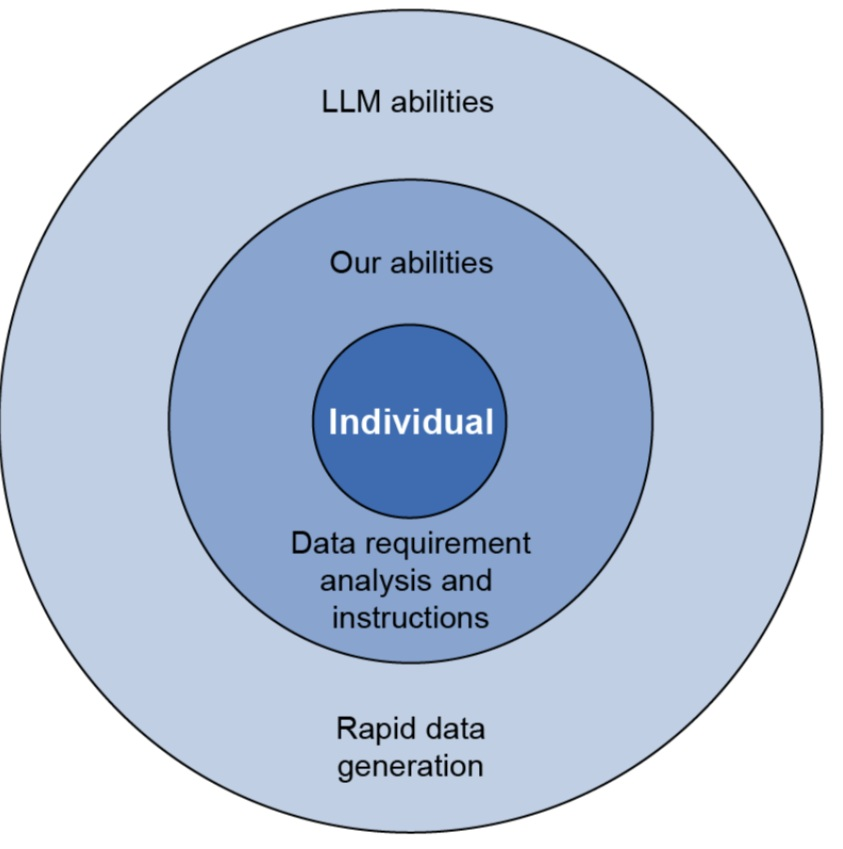 LLM abilities
Our abilities
Individual
Data requirement
analysis and
instructions
Rapid data
generation